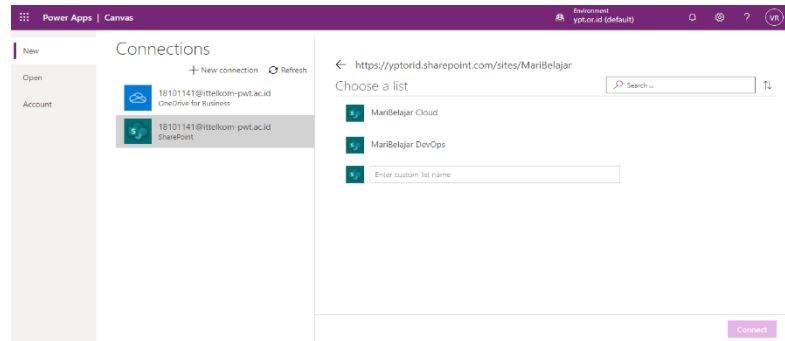 Power Apps | Canvas
Environment
ypt.or.id (default)
?
VR
New
Open
Account
Connections
+ New connection
Refresh
18101141@ittelkom-pwt.ac.id
OneDrive for Business
18101141@ittelkom-pwt.ac.id
SharePoint
https://yptorid.sharepoint.com/sites/MariBelajar
Choose a list
Search ...
MariBelajar Cloud
MariBelajar DevOps
Enter custom list name
Connect